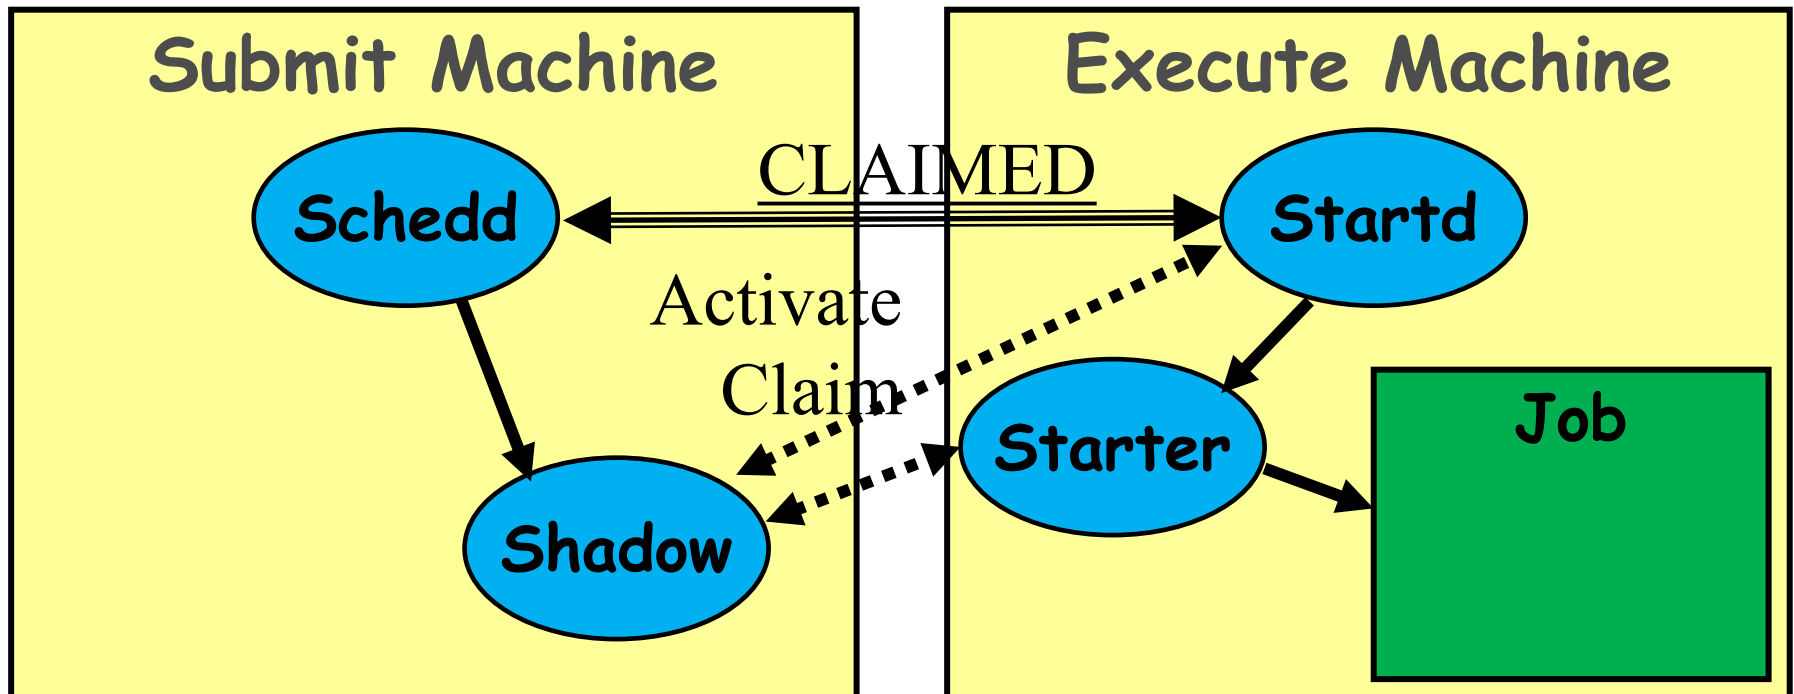 Submit Machine
Execute Machine
CLAIMED
Schedd
Startd
Activate
Claim
Starter
Job
Shadow